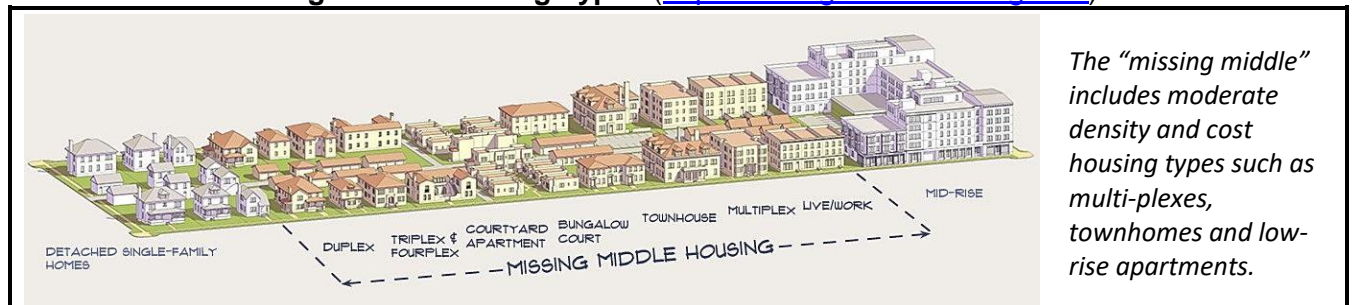 The “missing middle”
includes moderate
density and cost
housing types such as
multi-plexes,
townhomes and low-
rise apartments.
DETACHED SINGLE-FAMILY
HOMES
DUPLEX
TRIPLEX &
FOURPLEX
COURTYARD
APARTMENT
BUNGALOW
COURT
TOWNHOUSE
MULTIPLEX
LIVE/WORK
MID-RISE
MISSING MIDDLE HOUSING